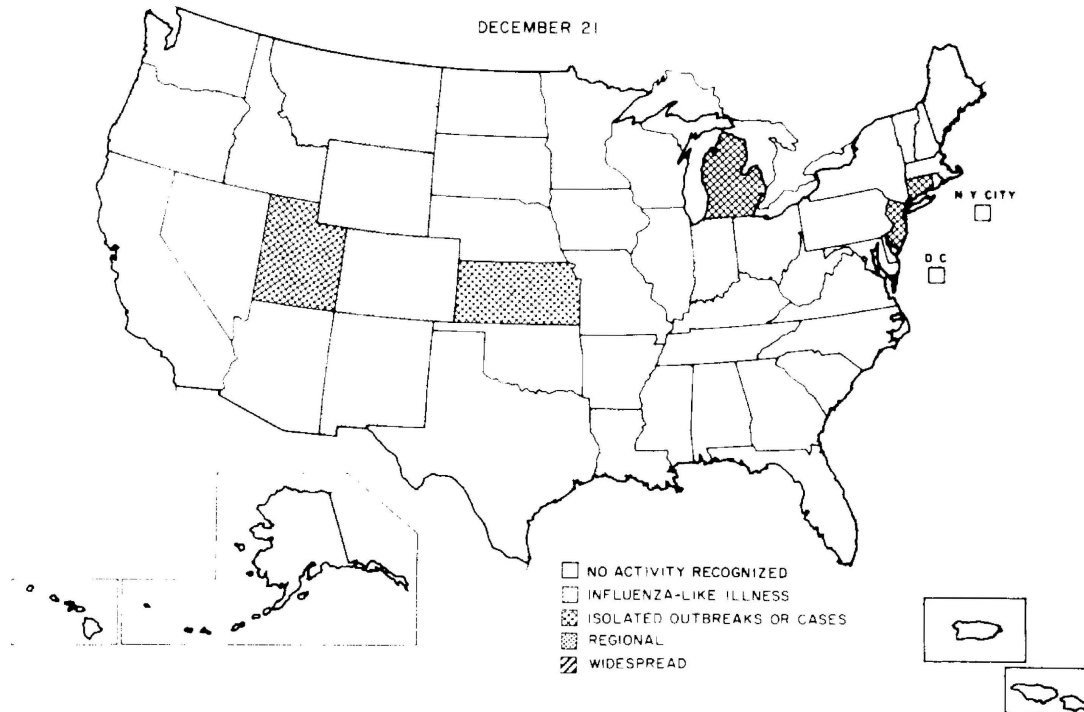 DECEMBER 21
N Y CITY
D C
NO ACTIVITY RECOGNIZED
INFLUENZA-LIKE ILLNESS
ISOLATED OUTBREAKS OR CASES
REGIONAL
WIDESPREAD